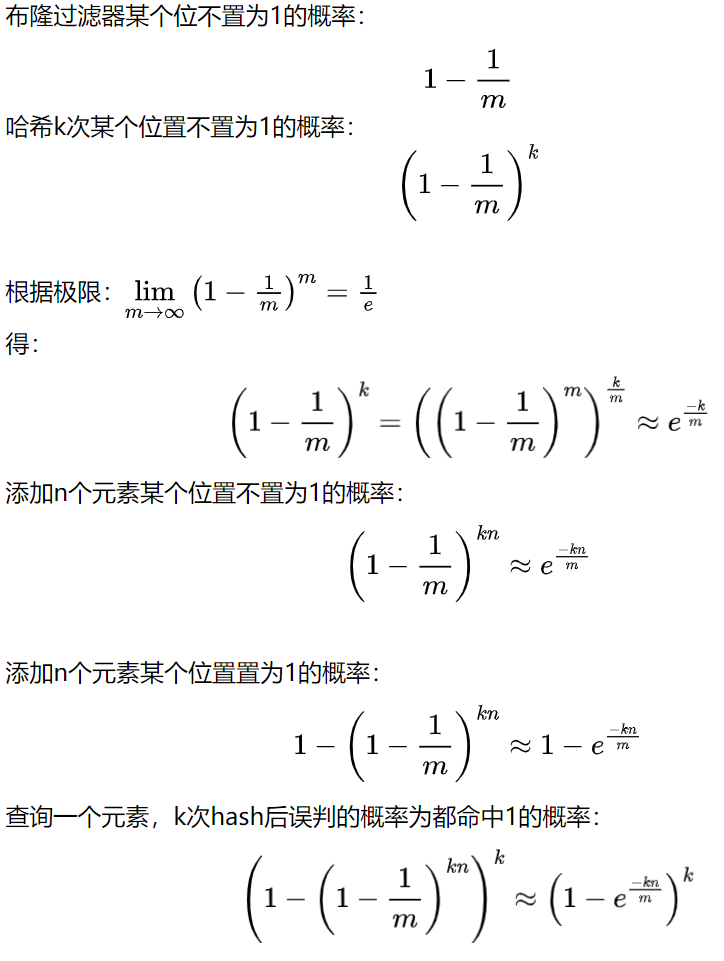 布隆过滤器某个位不置为1的概率：
$1-\frac{1}{m}$
哈希k次某个位置不置为1的概率：
$\left(1-\frac{1}{m}\right)^{k}$
根据极限：$\lim_{m\to\infty}\left(1-\frac{1}{m}\right)^{m}=\frac{1}{e}$
得：
$\left(1-\frac{1}{m}\right)^{k}=\left(\left(1-\frac{1}{m}\right)^{m}\right)^{\frac{k}{m}}\approx e^{\frac{-k}{m}}$
添加n个元素某个位置不置为1的概率：
$\left(1-\frac{1}{m}\right)^{kn}\approx e^{\frac{-kn}{m}}$
添加n个元素某个位置置为1的概率：
$1-\left(1-\frac{1}{m}\right)^{kn}\approx 1-e^{\frac{-kn}{m}}$
查询一个元素，k次hash后误判的概率为都命中1的概率：
$\left(1-\left(1-\frac{1}{m}\right)^{kn}\right)^{k}\approx\left(1-e^{\frac{-kn}{m}}\right)^{k}$